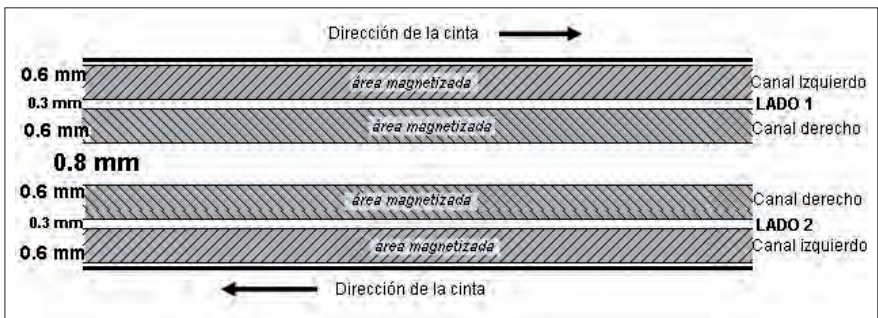 Dirección de la cinta
0.6 mm
área magnetizada
Canal Izquierdo
0.3 mm
LADO 1
0.6 mm
área magnetizada
Canal derecho
0.8 mm
0.6 mm
área magnetizada
Canal derecho
0.3 mm
LADO 2
0.6 mm
área magnetizada
Canal izquierdo
Dirección de la cinta